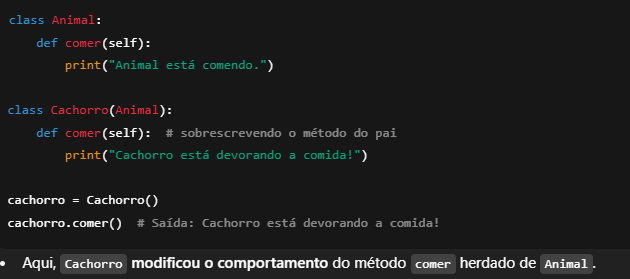 class Animal:
    def comer(self):
        print("Animal está comendo.")

class Cachorro(Animal):
    def comer(self):  # sobrescrevendo o método do pai
        print("Cachorro está devorando a comida!")

cachorro = Cachorro()
cachorro.comer()  # Saída: Cachorro está devorando a comida!
• Aqui, Cachorro modificou o comportamento do método comer herdado de Animal.